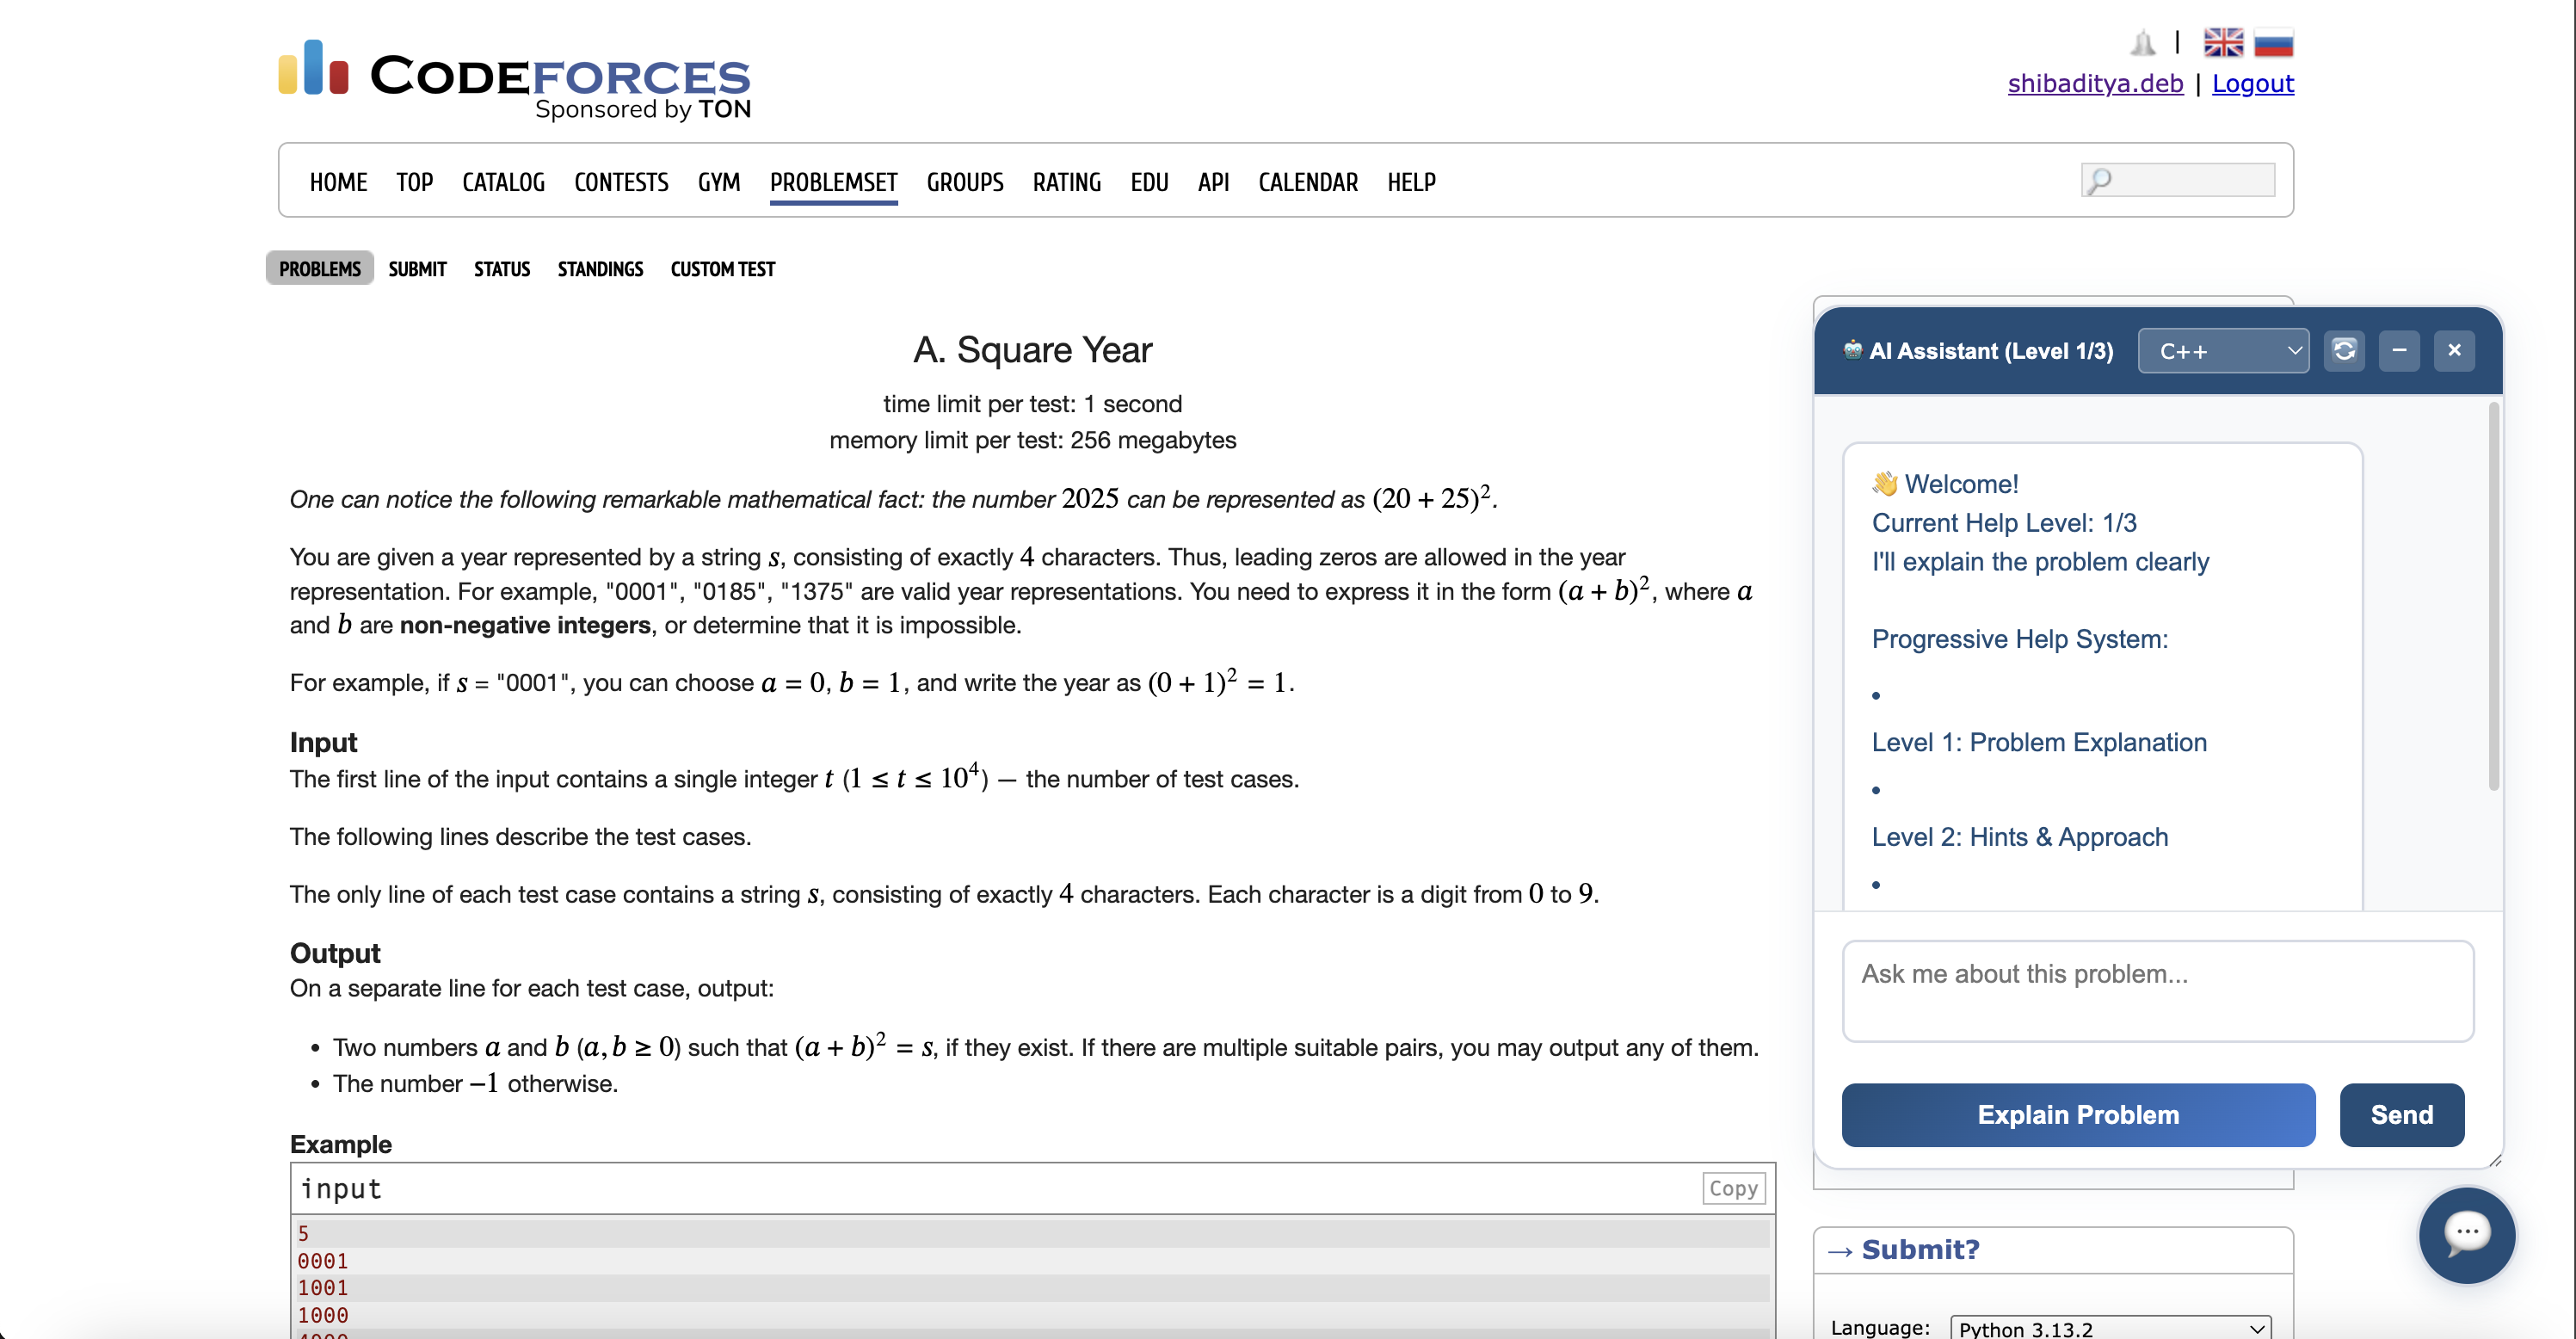 CODEFORCES
Sponsored by TON
|
shibaditya.deb | Logout
HOME TOP CATALOG CONTESTS GYM PROBLEMSET GROUPS RATING EDU API CALENDAR HELP
PROBLEMS SUBMIT STATUS STANDINGS CUSTOM TEST
A. Square Year
time limit per test: 1 second
memory limit per test: 256 megabytes
One can notice the following remarkable mathematical fact: the number 2025 can be represented as (20 + 25)².
You are given a year represented by a string s, consisting of exactly 4 characters. Thus, leading zeros are allowed in the year
representation. For example, "0001", "0185", "1375" are valid year representations. You need to express it in the form (a + b)², where a
and b are non-negative integers, or determine that it is impossible.
For example, if s = "0001", you can choose a = 0, b = 1, and write the year as (0 + 1)² = 1.
Input
The first line of the input contains a single integer t (1 ≤ t ≤ 10⁴) — the number of test cases.
The following lines describe the test cases.
The only line of each test case contains a string s, consisting of exactly 4 characters. Each character is a digit from 0 to 9.
Output
On a separate line for each test case, output:
• Two numbers a and b (a, b ≥ 0) such that (a + b)² = s, if they exist. If there are multiple suitable pairs, you may output any of them.
• The number −1 otherwise.
Example
input
Copy
5
0001
1001
1000
AI Assistant (Level 1/3)
C++
👋 Welcome!
Current Help Level: 1/3
I'll explain the problem clearly
Progressive Help System:
•
Level 1: Problem Explanation
•
Level 2: Hints & Approach
•
Ask me about this problem...
Explain Problem
Send
→ Submit?
Language: Python 3.13.2